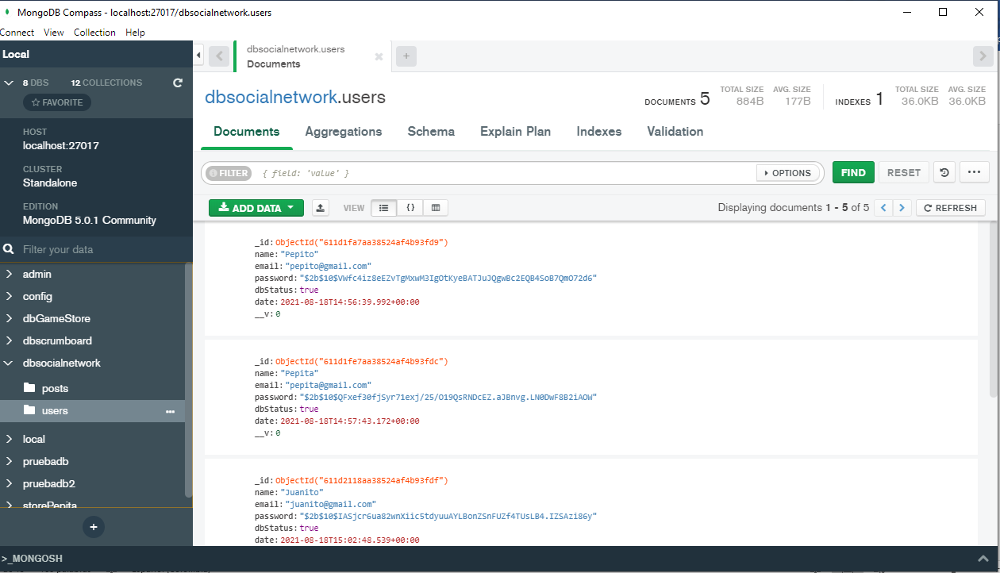 MongoDB Compass - localhost:27017/dbsocialnetwork.users
Connect View Collection Help
Local
8 DBS 12 COLLECTIONS
FAVORITE
HOST
localhost:27017
CLUSTER
Standalone
EDITION
MongoDB 5.0.1 Community
Filter your data
admin
config
dbGameStore
dbscrumboard
dbsocialnetwork
posts
users
local
pruebadb
pruebadb2
storePepita
dbsocialnetwork.users
Documents
dbsocialnetwork.users
DOCUMENTS 5 TOTAL SIZE 884B AVG. SIZE 177B INDEXES 1 TOTAL SIZE 36.0KB AVG. SIZE 36.0KB
Documents Aggregations Schema Explain Plan Indexes Validation
FILTER { field: 'value' } OPTIONS FIND RESET
ADD DATA VIEW Displaying documents 1 - 5 of 5 REFRESH
_id: ObjectId("611d1fa7aa38524af4b93fd9")
name: "Pepito"
email: "pepito@gmail.com"
password: "$2b$10$VWfc4iz8eEZvTgMxwM3IgOtKyeBATJuJQgwBc2EQB4SoB7QmO72d6"
dbStatus: true
date: 2021-08-18T14:56:39.992+00:00
__v: 0
_id: ObjectId("611d1fe7aa38524af4b93fdc")
name: "Pepita"
email: "pepita@gmail.com"
password: "$2b$10$QFxef30fjSyr71exj/25/O19QsRNDcEZ.aJBnvg.LN0DwF8B2iAOW"
dbStatus: true
date: 2021-08-18T14:57:43.172+00:00
__v: 0
_id: ObjectId("611d2118aa38524af4b93fdf")
name: "Juanito"
email: "juanito@gmail.com"
password: "$2b$10$IASjcr6ua82wnXiic5tdyuuAYLBonZSnFUZf4TUsLB4.IZSAzi86y"
dbStatus: true
date: 2021-08-18T15:02:48.539+00:00
>_MONGOSH